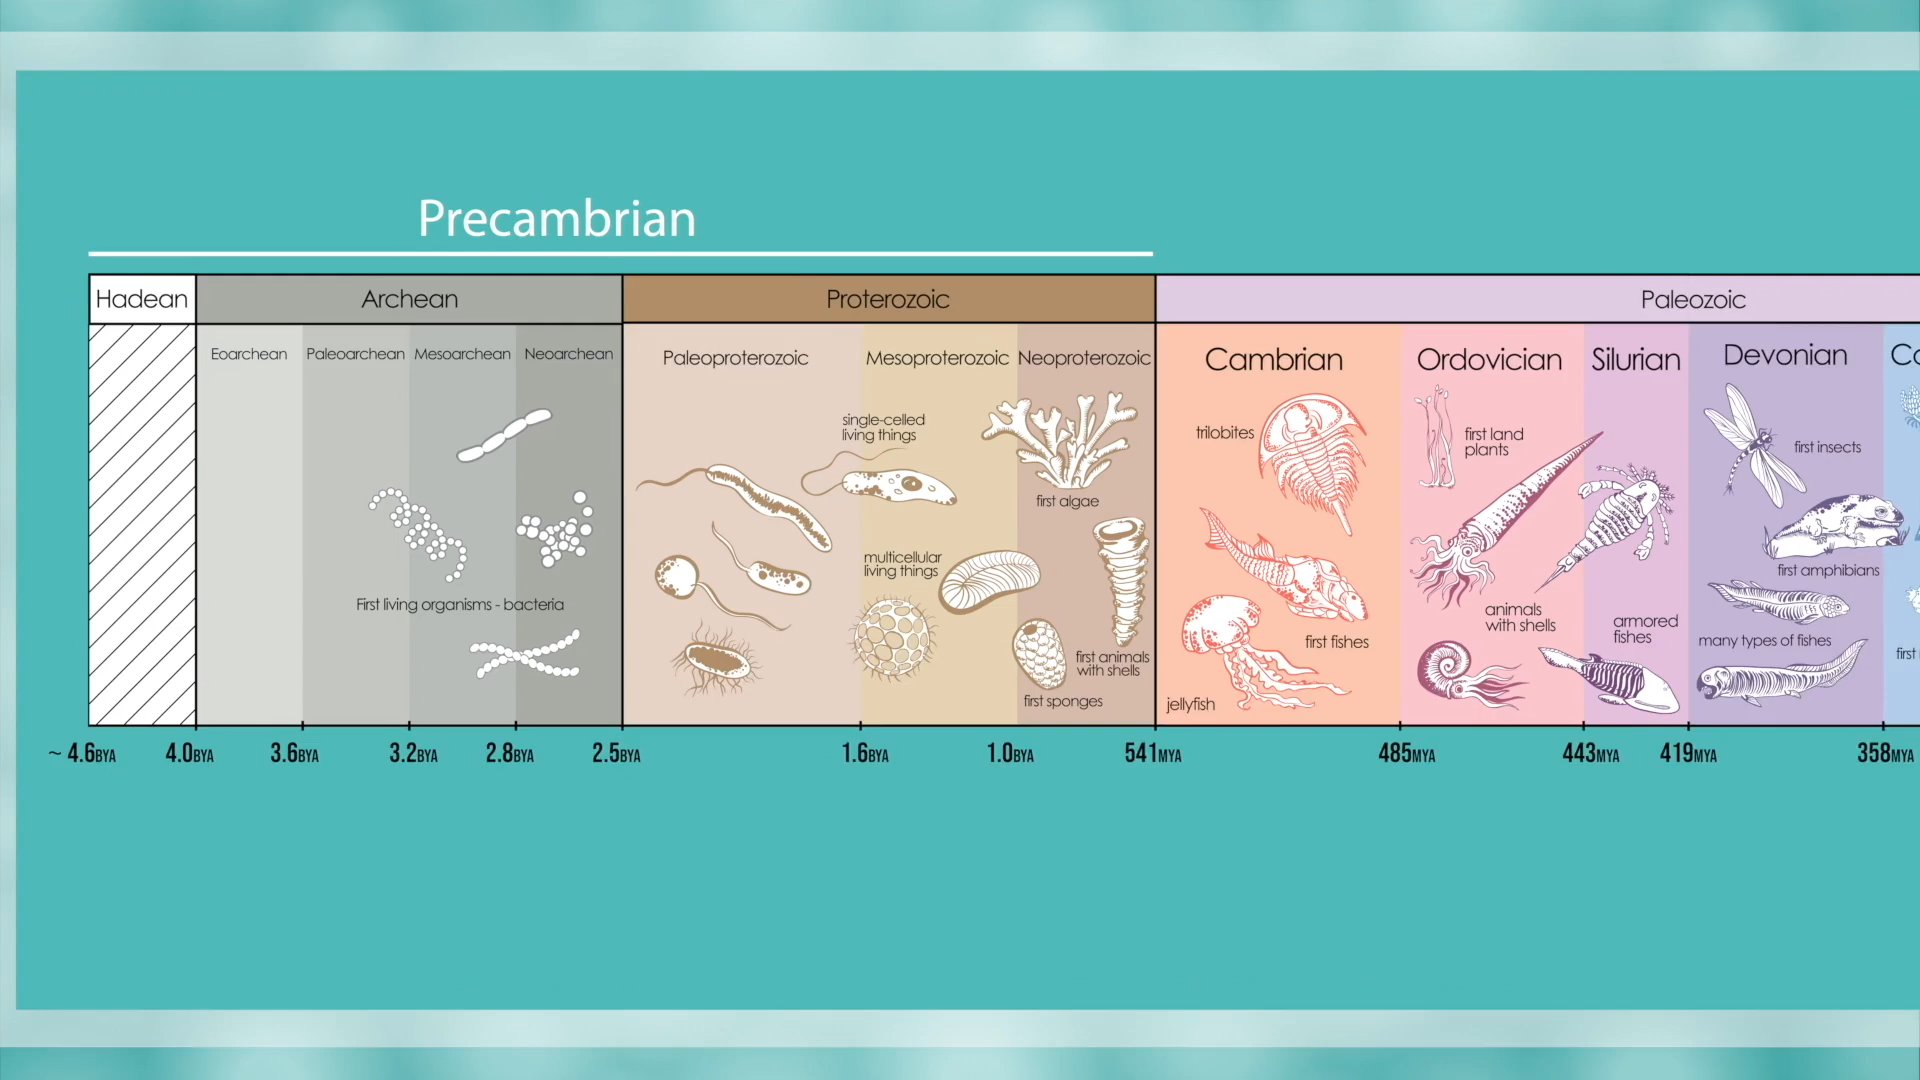 Precambrian
Hadean
Archean
Proterozoic
Paleozoic
Eoarchean
Paleoarchean
Mesoarchean
Neoarchean
Paleoproterozoic
Mesoproterozoic
Neoproterozoic
Cambrian
Ordovician
Silurian
Devonian
First living organisms - bacteria
single-celled
living things
multicellular
living things
first algae
first animals
with shells
first sponges
trilobites
first fishes
jellyfish
first land
plants
animals
with shells
armored
fishes
first insects
first amphibians
many types of fishes
first
~ 4.6BYA
4.0BYA
3.6BYA
3.2BYA
2.8BYA
2.5BYA
1.6BYA
1.0BYA
541MYA
485MYA
443MYA
419MYA
358MYA